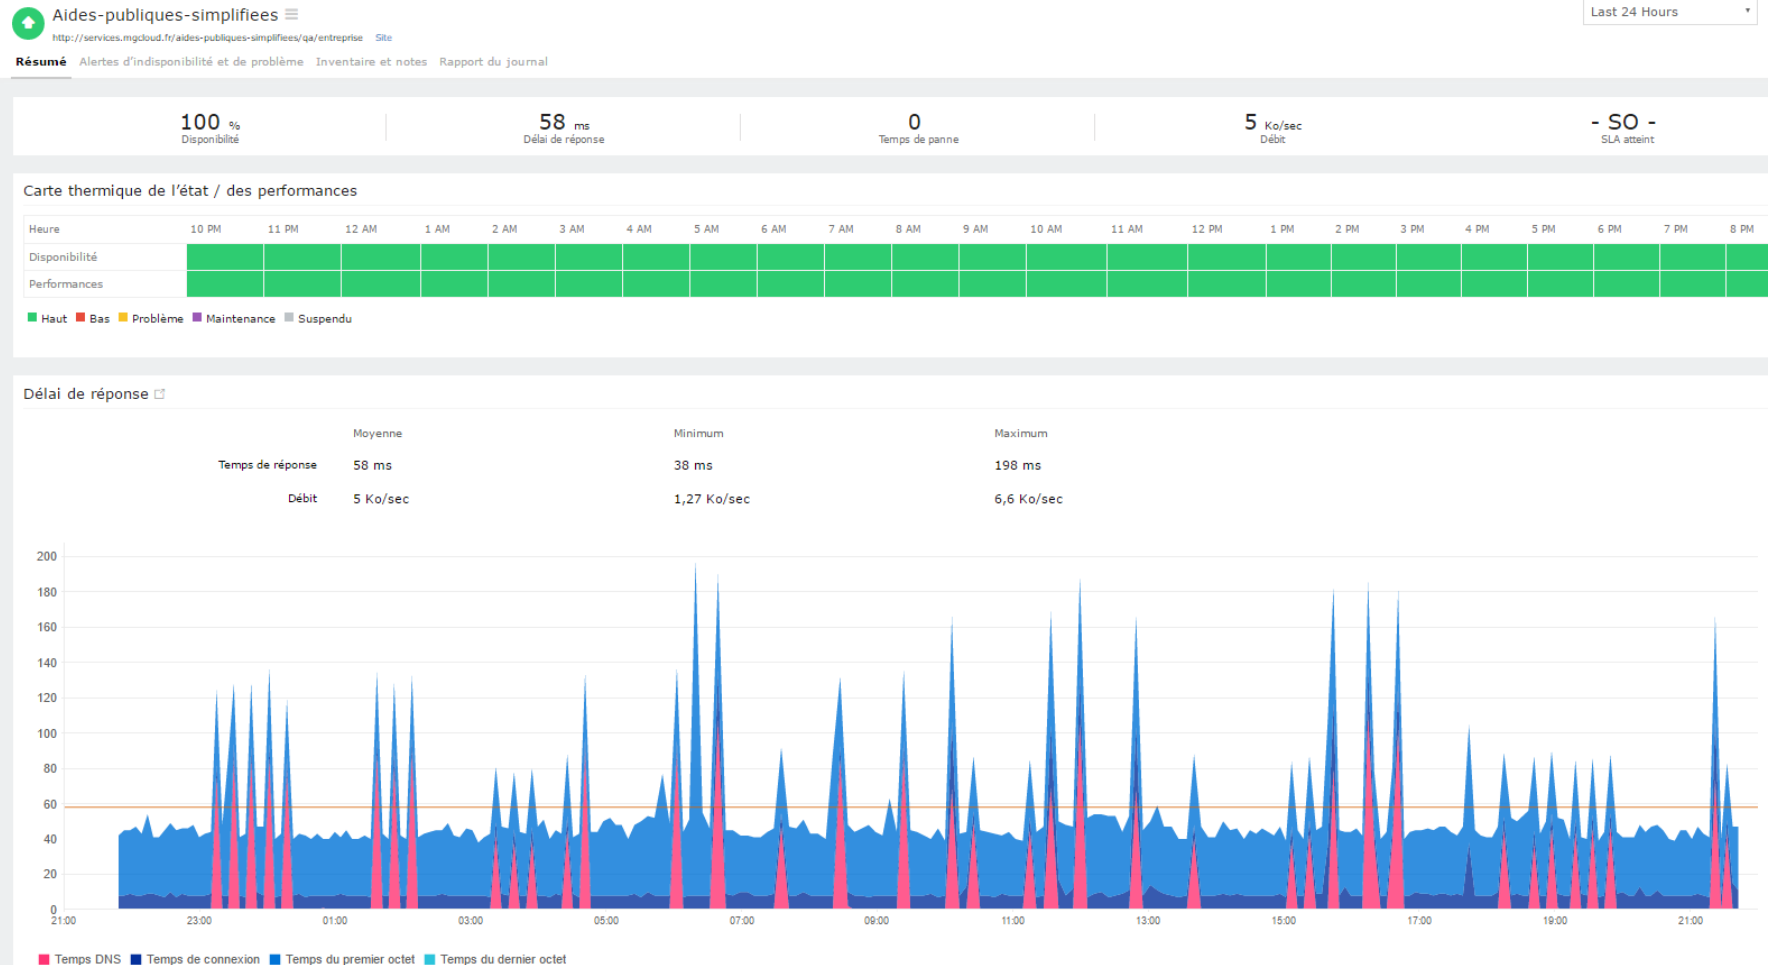 Aides-publiques-simplifiees
Last 24 Hours
http://services.mgcloud.fr/aides-publiques-simplifiees/qa/entreprise Site
Résumé Alertes d'indisponibilité et de problème Inventaire et notes Rapport du journal
100 % 58 ms 0 5 Ko/sec - SO -
Disponibilité Délai de réponse Temps de panne Débit SLA atteint
Carte thermique de l'état / des performances
Heure 10 PM 11 PM 12 AM 1 AM 2 AM 3 AM 4 AM 5 AM 6 AM 7 AM 8 AM 9 AM 10 AM 11 AM 12 PM 1 PM 2 PM 3 PM 4 PM 5 PM 6 PM 7 PM 8 PM
Disponibilité
Performances
Haut Bas Problème Maintenance Suspendu
Délai de réponse
Moyenne Minimum Maximum
Temps de réponse 58 ms 38 ms 198 ms
Débit 5 Ko/sec 1,27 Ko/sec 6,6 Ko/sec
200
180
160
140
120
100
80
60
40
20
0
21:00 23:00 01:00 03:00 05:00 07:00 09:00 11:00 13:00 15:00 17:00 19:00 21:00
Temps DNS Temps de connexion Temps du premier octet Temps du dernier octet